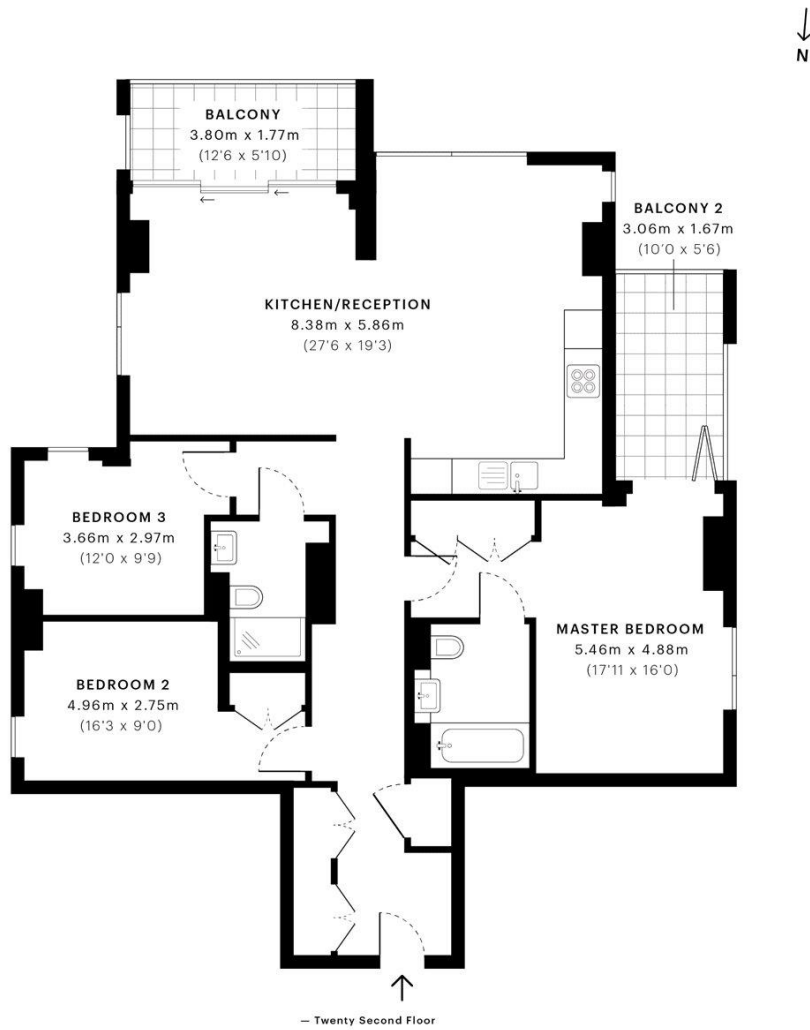 N
BALCONY
3.80m x 1.77m
(12'6 x 5'10)
BALCONY 2
3.06m x 1.67m
(10'0 x 5'6)
KITCHEN/RECEPTION
8.38m x 5.86m
(27'6 x 19'3)
BEDROOM 3
3.66m x 2.97m
(12'0 x 9'9)
MASTER BEDROOM
5.46m x 4.88m
(17'11 x 16'0)
BEDROOM 2
4.96m x 2.75m
(16'3 x 9'0)
— Twenty Second Floor